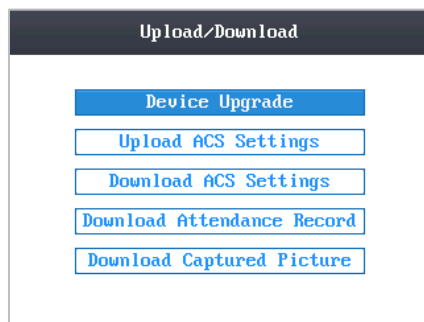 Upload/Download
Device Upgrade
Upload ACS Settings
Download ACS Settings
Download Attendance Record
Download Captured Picture